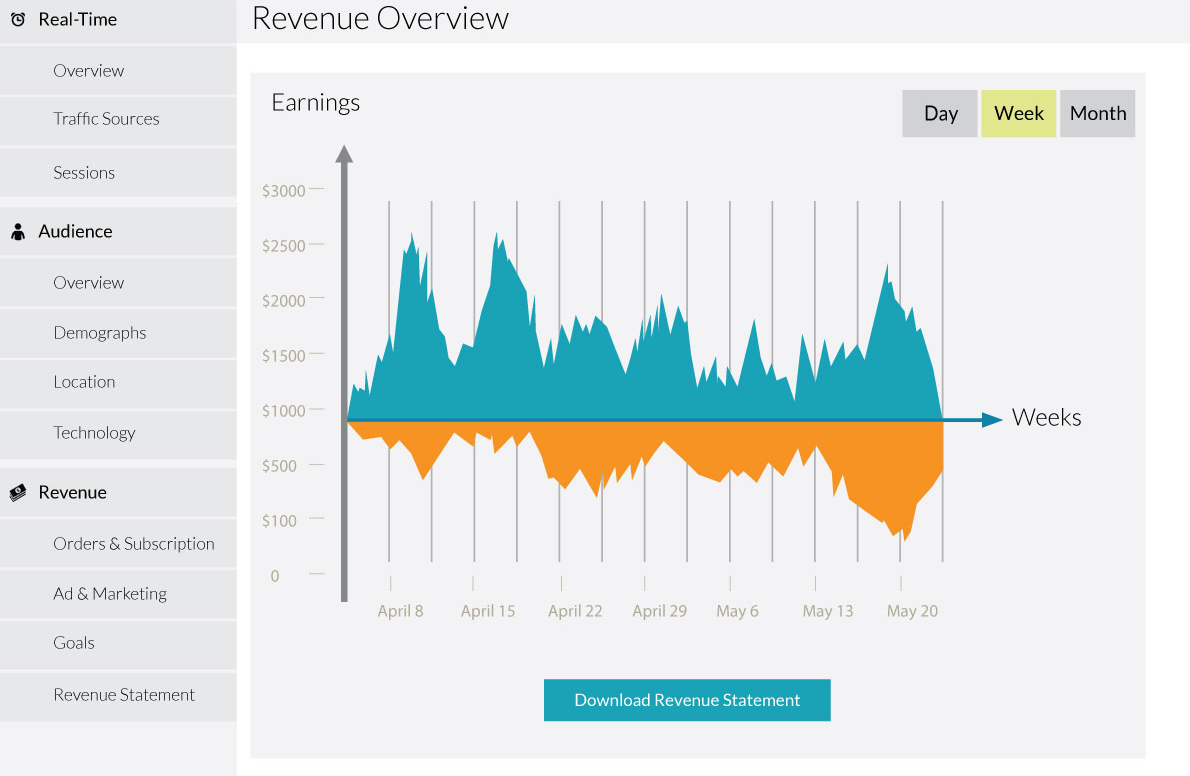 Real-Time
Overview
Traffic Sources
Sessions
Audience
Overview
Demographs
Location
Technology
Revenue
Orders & Subscription
Ad & Marketing
Goals
Revenue Statement
Revenue Overview
Earnings
Day Week Month
$3000
$2500
$2000
$1500
$1000
$500
$100
0
Weeks
April 8 April 15 April 22 April 29 May 6 May 13 May 20
Download Revenue Statement